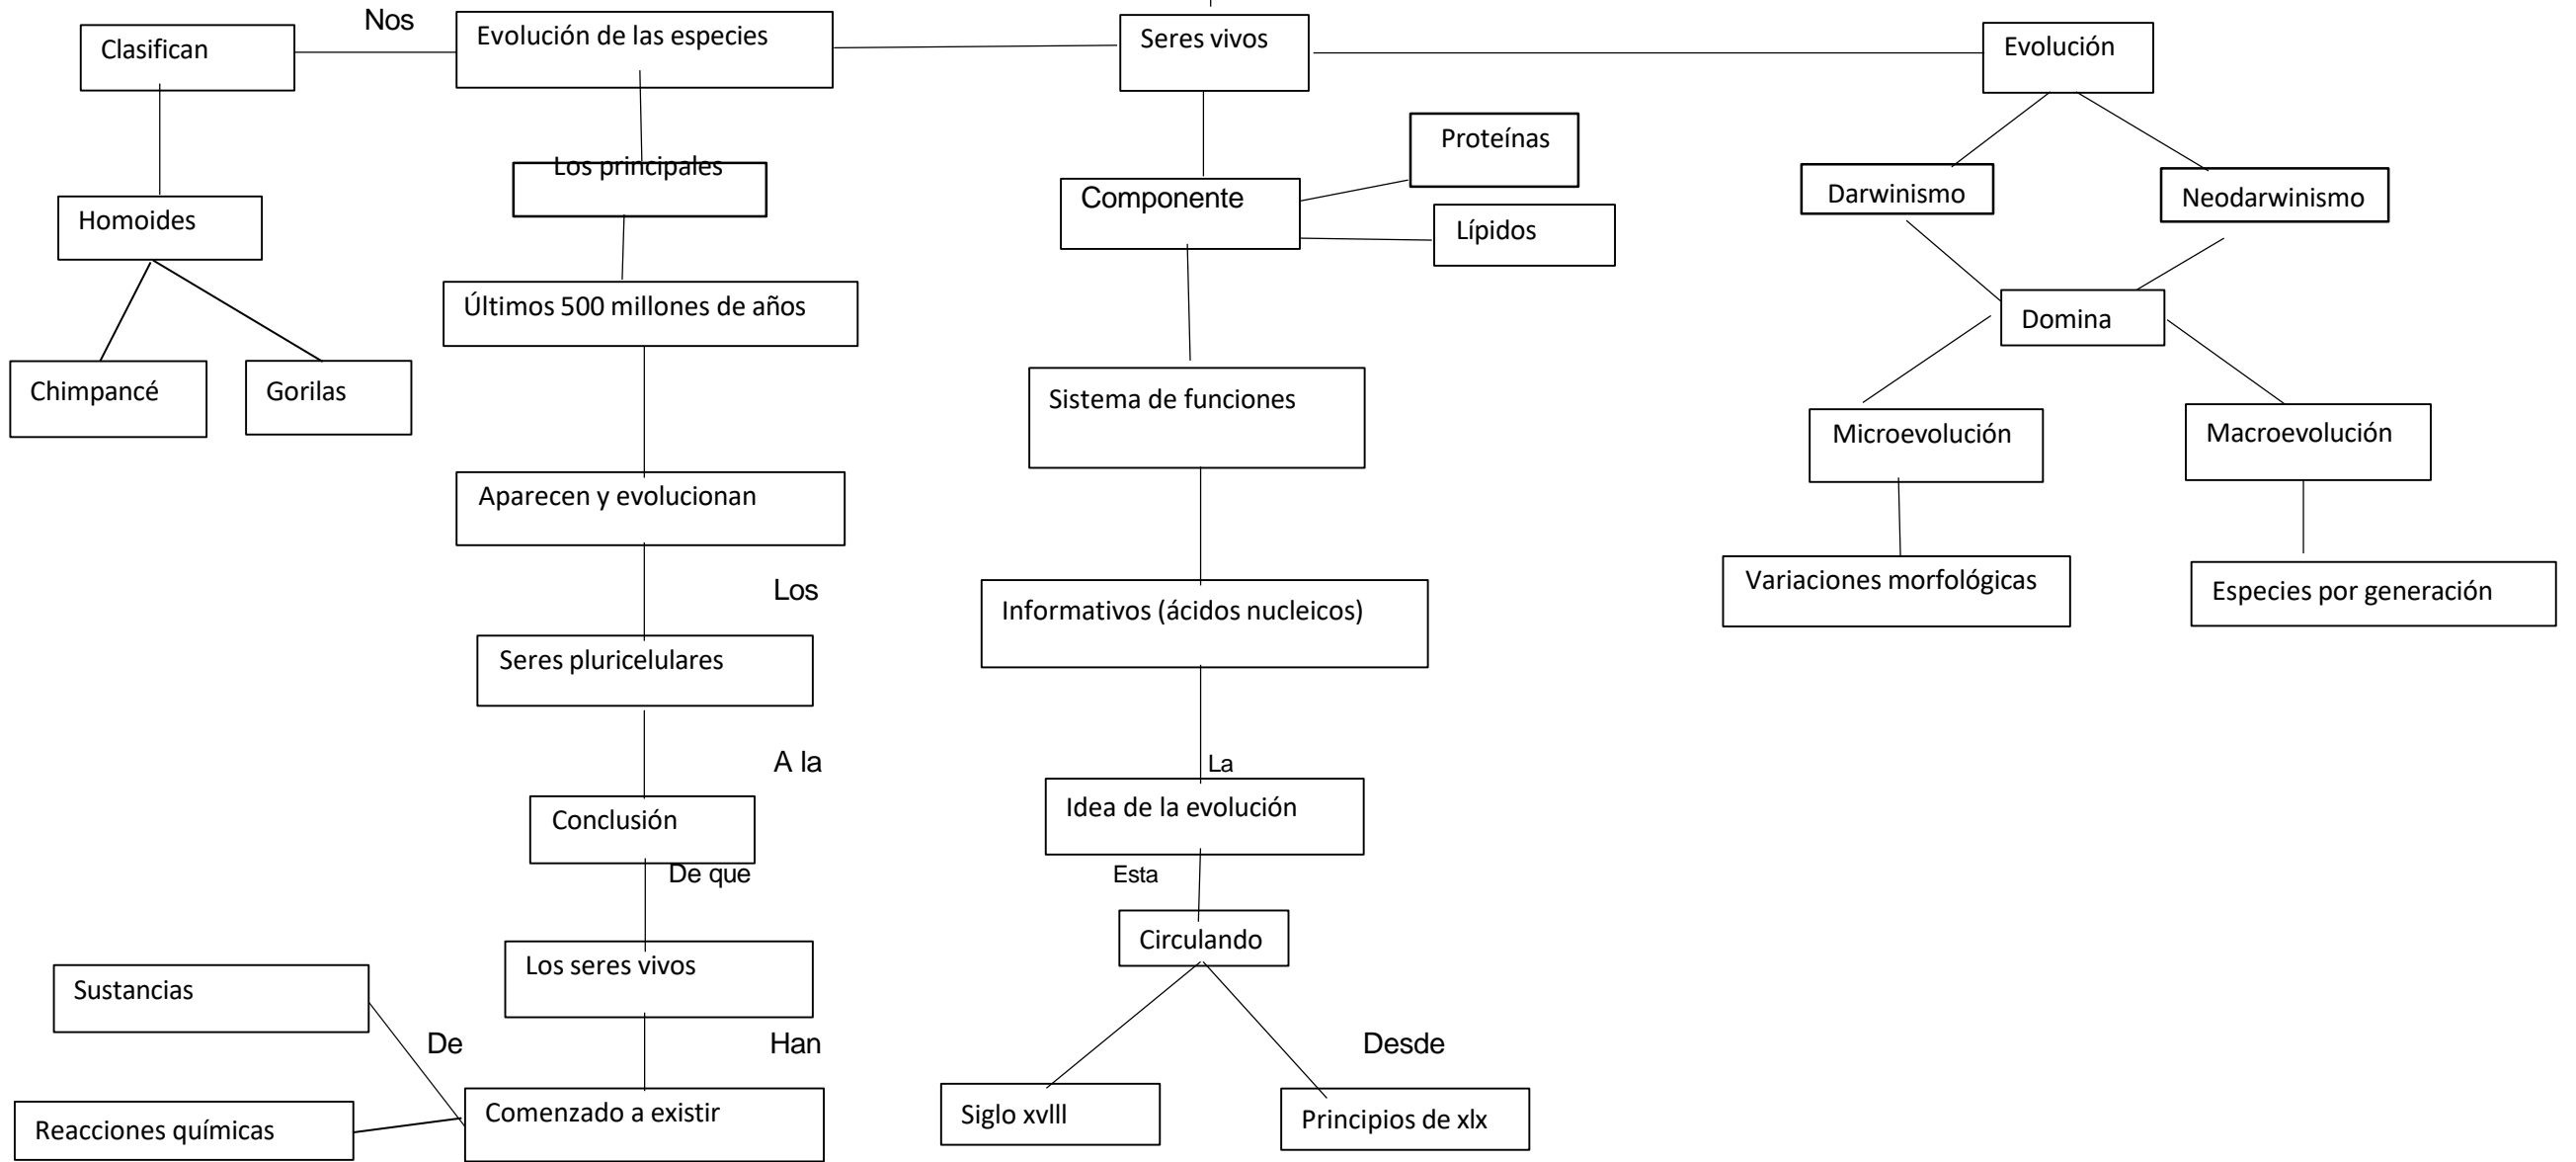 Nos
Clasifican
Evolución de las especies
Seres vivos
Evolución
Proteínas
Los principales
Componente
Darwinismo
Neodarwinismo
Homoides
Lípidos
Últimos 500 millones de años
Domina
Chimpancé
Gorilas
Sistema de funciones
Microevolución
Macroevolución
Aparecen y evolucionan
Los
Variaciones morfológicas
Especies por generación
Informativos (ácidos nucleicos)
Seres pluricelulares
A la
La
Conclusión
Idea de la evolución
De que
Esta
Circulando
Los seres vivos
Sustancias
De
Han
Desde
Comenzado a existir
Siglo xvlll
Principios de xlx
Reacciones químicas